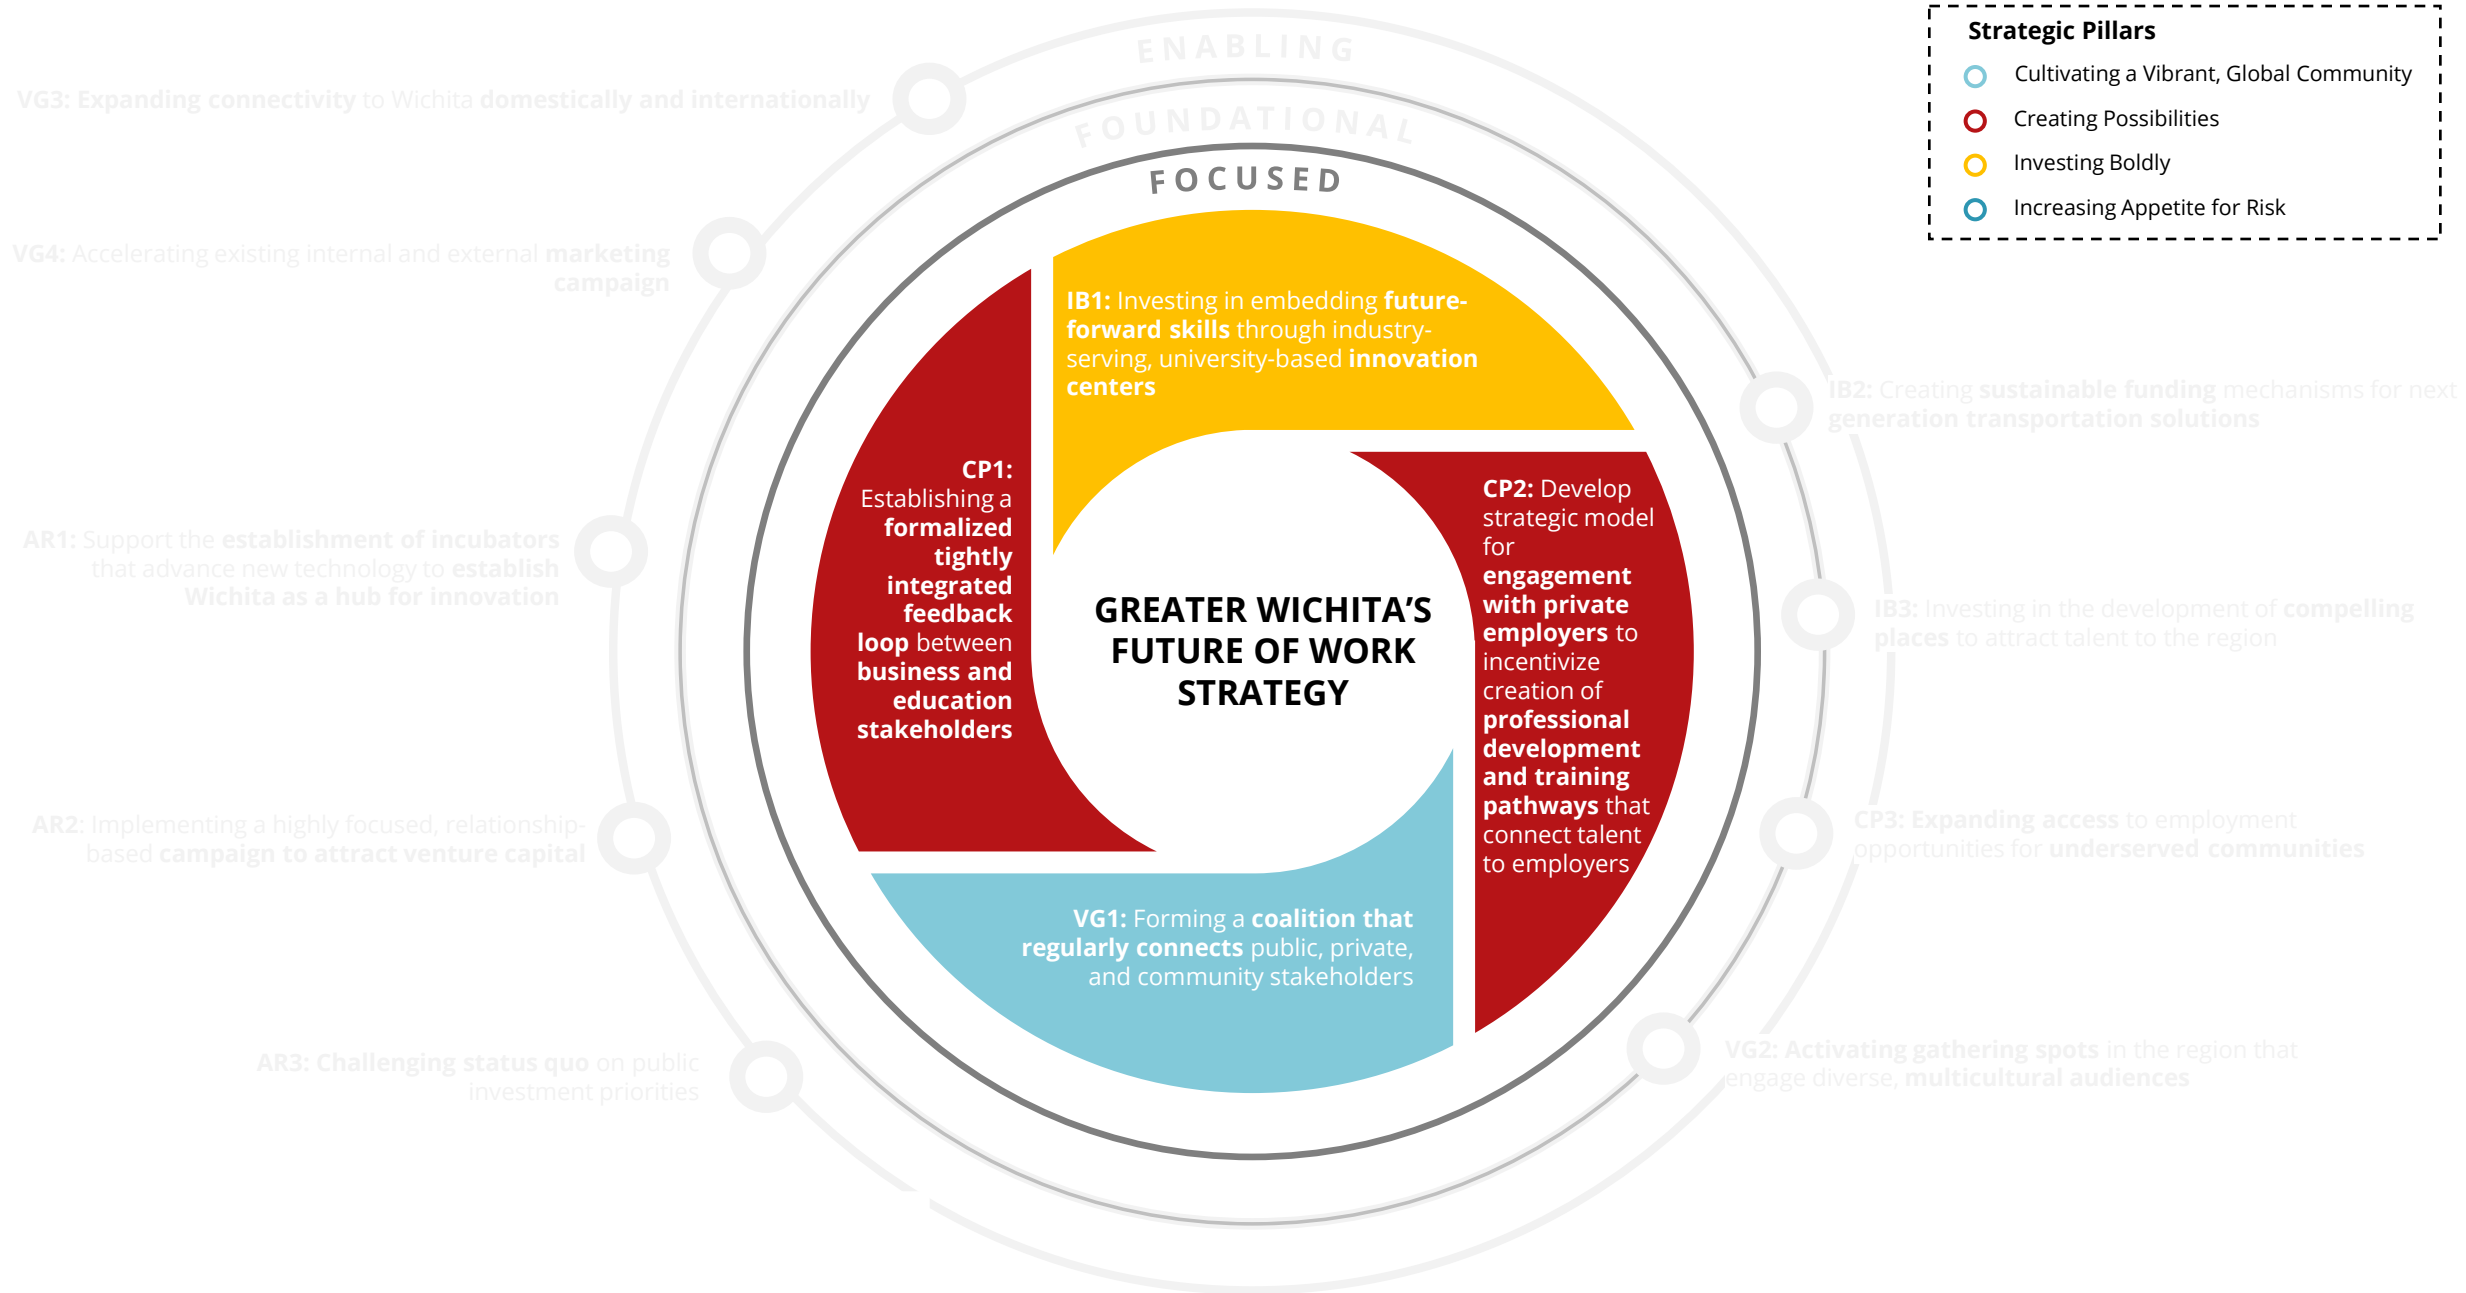 Strategic Pillars
Cultivating a Vibrant, Global Community
Creating Possibilities
Investing Boldly
Increasing Appetite for Risk
ENABLING
FOUNDATIONAL
FOCUSED
VG3: Expanding connectivity to Wichita domestically and internationally
VG4: Accelerating existing internal and external marketing
campaign
AR1: Support the establishment of incubators
that advance new technology to establish
Wichita as a hub for innovation
AR2: Implementing a highly focused, relationship-
based campaign to attract venture capital
AR3: Challenging status quo on public
investment priorities
IB1: Investing in embedding future-
forward skills through industry-
serving, university-based innovation
centers
CP1:
Establishing a
formalized
tightly
integrated
feedback
loop between
business and
education
stakeholders
GREATER WICHITA’S
FUTURE OF WORK
STRATEGY
CP2: Develop
strategic model
for
engagement
with private
employers to
incentivize
creation of
professional
development
and training
pathways that
connect talent
to employers
VG1: Forming a coalition that
regularly connects public, private,
and community stakeholders
IB2: Creating sustainable funding mechanisms for next
generation transportation solutions
IB3: Investing in the development of compelling
places to attract talent to the region
CP3: Expanding access to employment
opportunities for underserved communities
VG2: Activating gathering spots in the region that
engage diverse, multicultural audiences